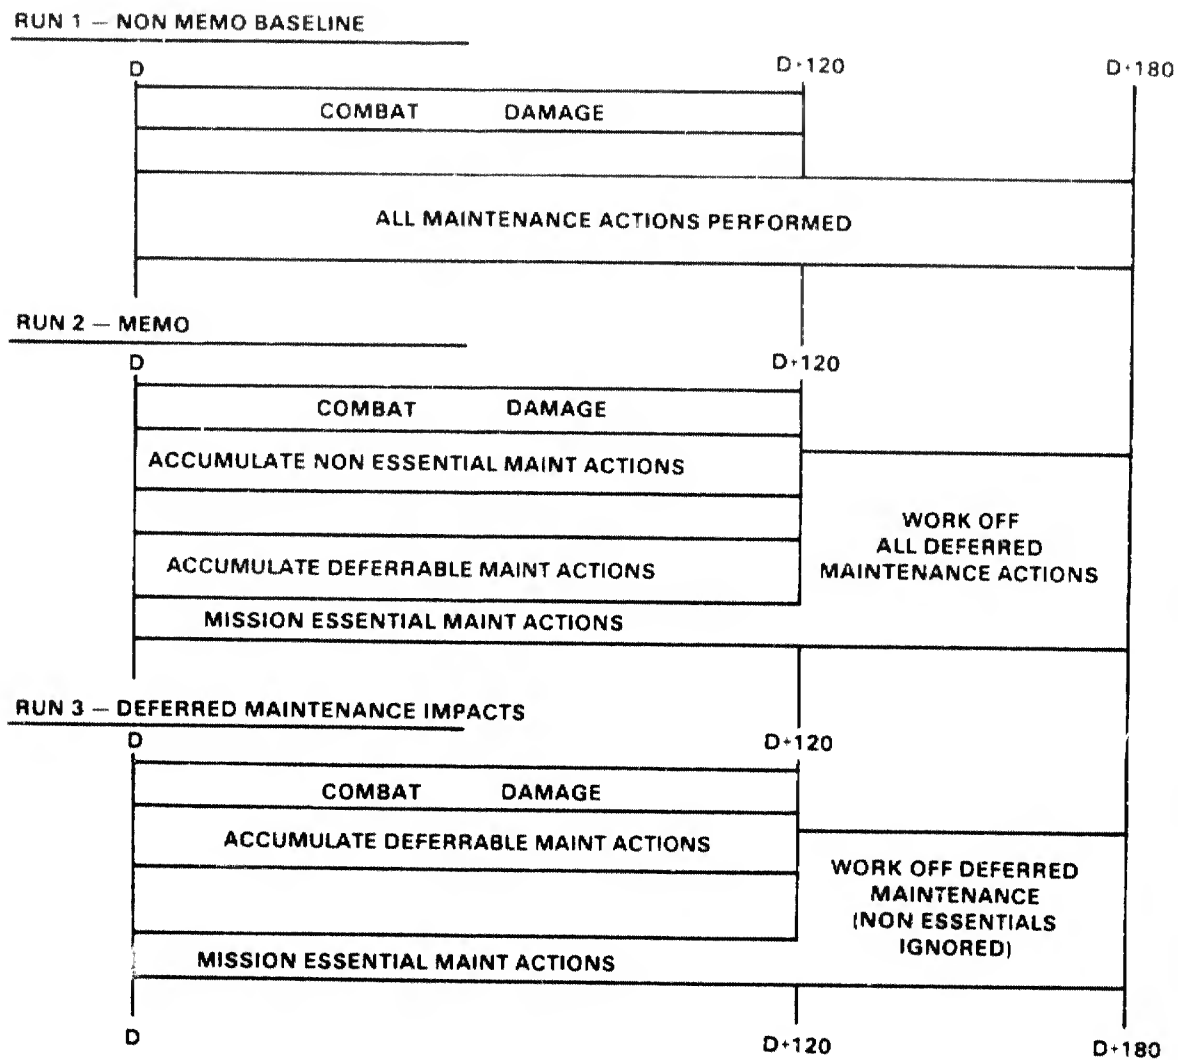 RUN 1 — NON MEMO BASELINE
D D+120 D+180
COMBAT DAMAGE
ALL MAINTENANCE ACTIONS PERFORMED
RUN 2 — MEMO
D D+120
COMBAT DAMAGE
ACCUMULATE NON ESSENTIAL MAINT ACTIONS
WORK OFF
ALL DEFERRED
MAINTENANCE ACTIONS
ACCUMULATE DEFERRABLE MAINT ACTIONS
MISSION ESSENTIAL MAINT ACTIONS
RUN 3 — DEFERRED MAINTENANCE IMPACTS
D D+120
COMBAT DAMAGE
ACCUMULATE DEFERRABLE MAINT ACTIONS
WORK OFF DEFERRED
MAINTENANCE
(NON ESSENTIALS
IGNORED)
MISSION ESSENTIAL MAINT ACTIONS
D D+120 D+180